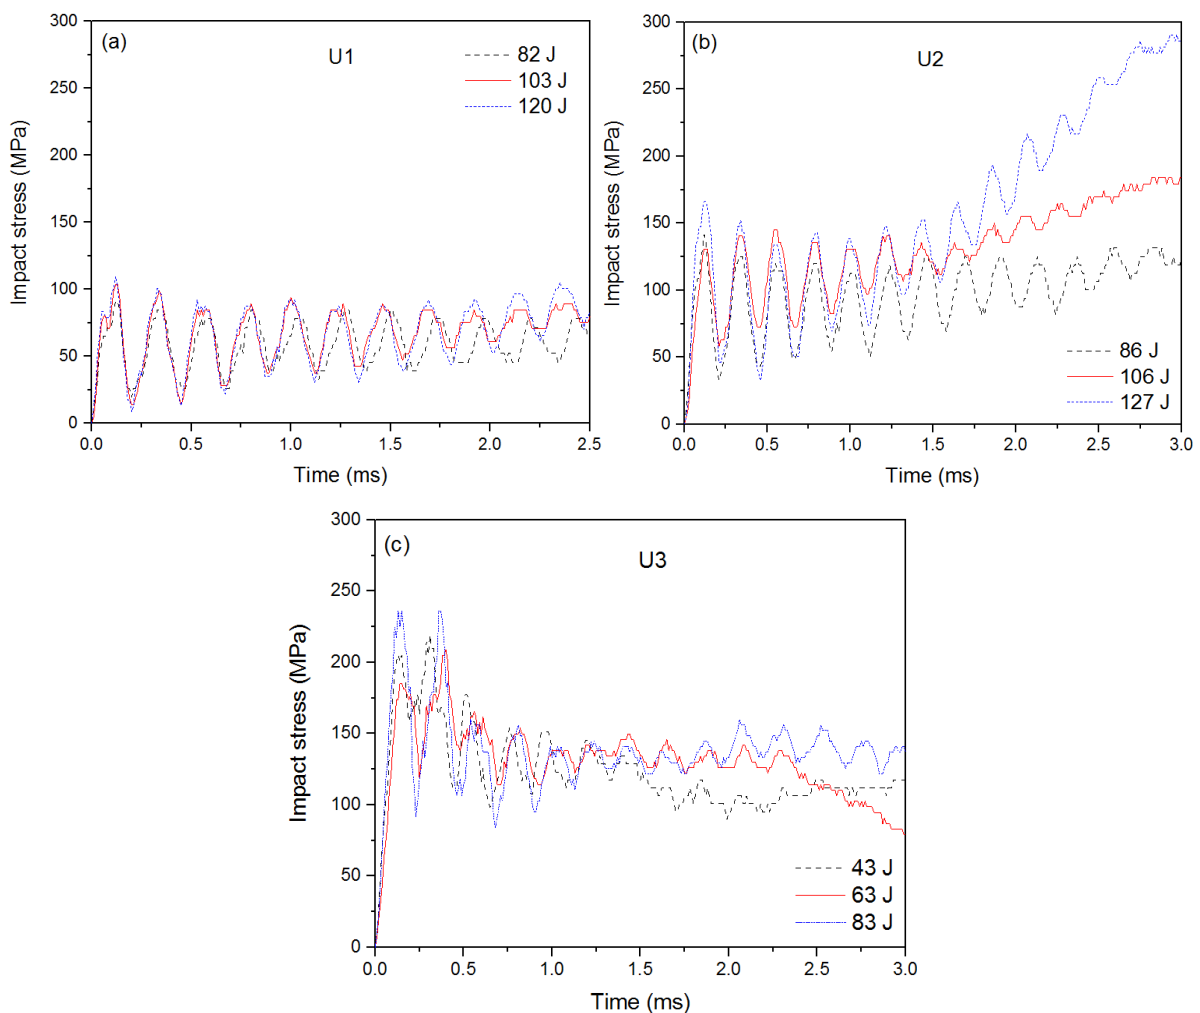 (a)
U1
82 J
103 J
120 J
300
250
200
150
100
50
0
Impact stress (MPa)
0.0 0.5 1.0 1.5 2.0 2.5
Time (ms)
(b)
U2
300
250
200
150
100
50
0
Impact stress (MPa)
86 J
106 J
127 J
0.0 0.5 1.0 1.5 2.0 2.5 3.0
Time (ms)
(c)
U3
300
250
200
150
100
50
0
Impact stress (MPa)
43 J
63 J
83 J
0.0 0.5 1.0 1.5 2.0 2.5 3.0
Time (ms)